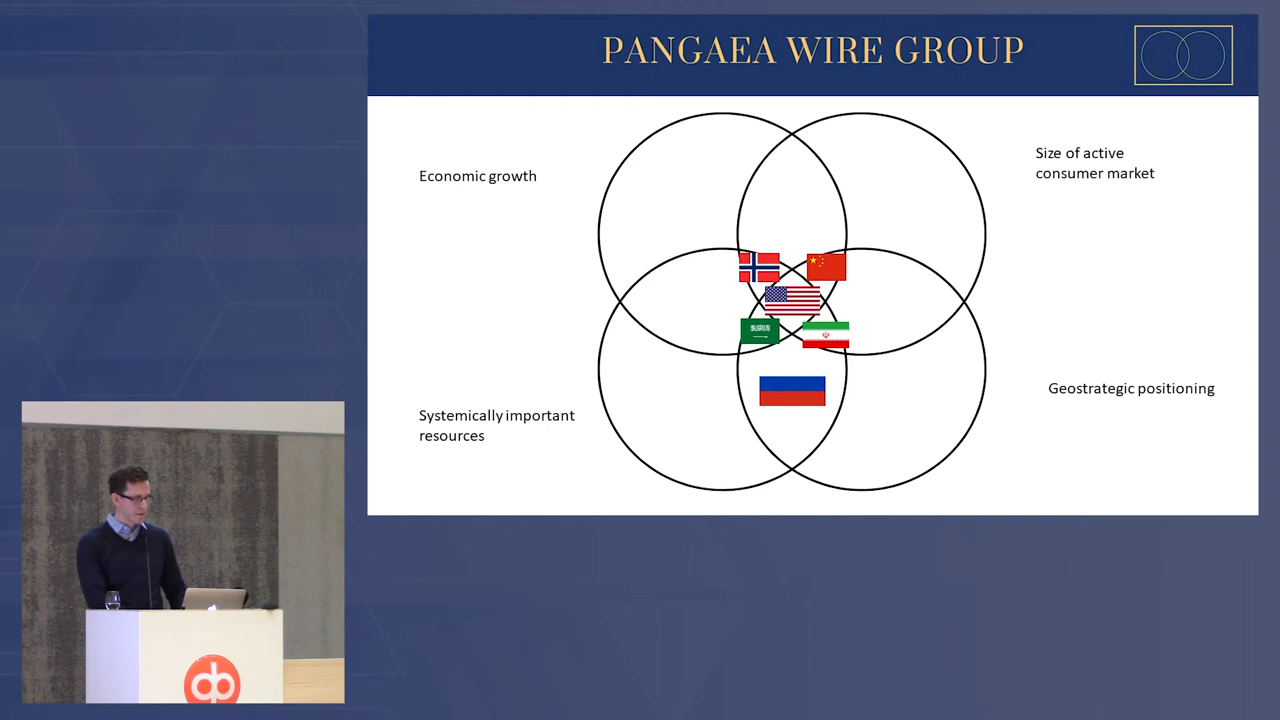 PANGAEA WIRE GROUP
Economic growth
Size of active
consumer market
Systemically important
resources
Geostrategic positioning